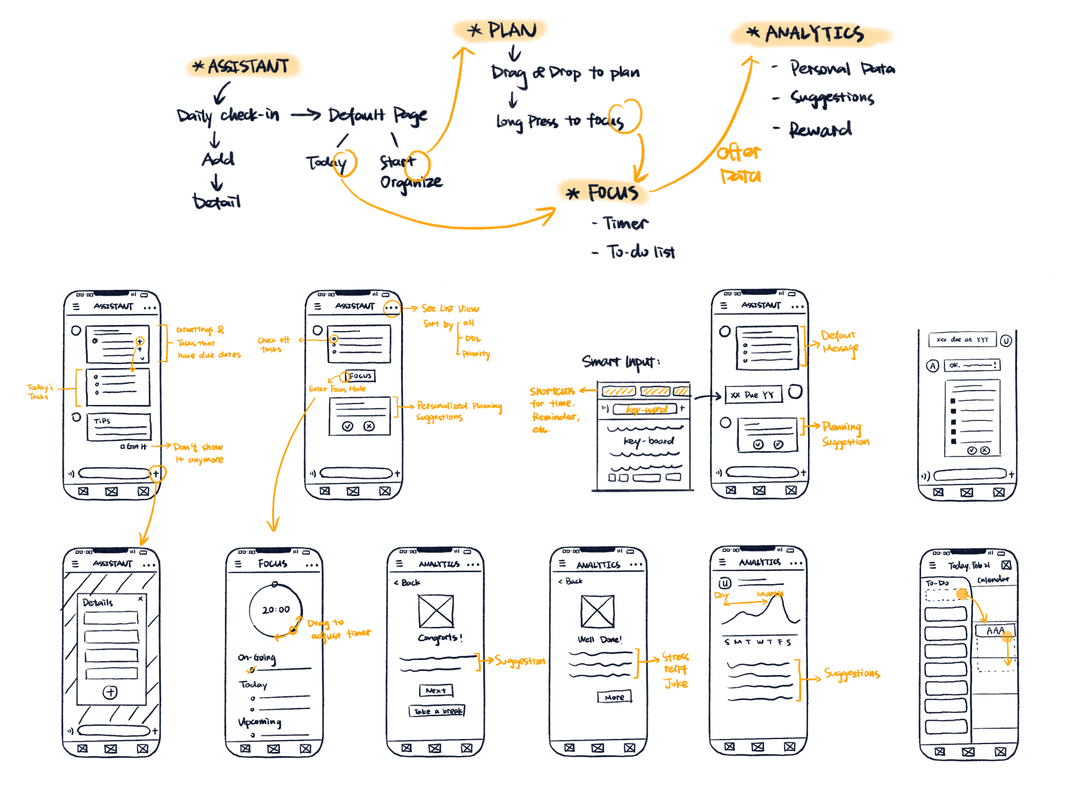 * ASSISTANT
Daily check-in
Add
Detail
Default Page
Today
Start
Organize
* PLAN
Drag & Drop to plan
Long Press to focus
* FOCUS
- Timer
- To-do list
* ANALYTICS
- Personal Data
- Suggestions
- Reward
Offer
Data
ASSISTANT
Greetings &
Tasks that
have due dates
Today's
Tasks
TiPs
Got it
Don't show
it anymore
ASSISTANT
See List View
Sort by
all
DDL
Priority
Check off
tasks
Focus
Enter Focus Mode
Personalized Planning
Suggestions
Smart Input:
Shortcuts
for time.
Reminder,
etc.
key-word
key-board
ASSISTANT
Default
Message
xx Due YY
Planning
Suggestion
xxx due at YYY
U
A
ok,
ASSISTANT
Details
FOCUS
20:00
Drag to
adjust timer
On-Going
Today
Upcoming
ANALYTICS
< Back
Congrats!
Suggestion
Next
Take a break
ANALYTICS
< Back
Well Done!
Stress
Joke
More
ANALYTICS
U
Day
Month
S M T W T F S
Suggestions
Today, Feb 21
To-Do
Calendar
AAA